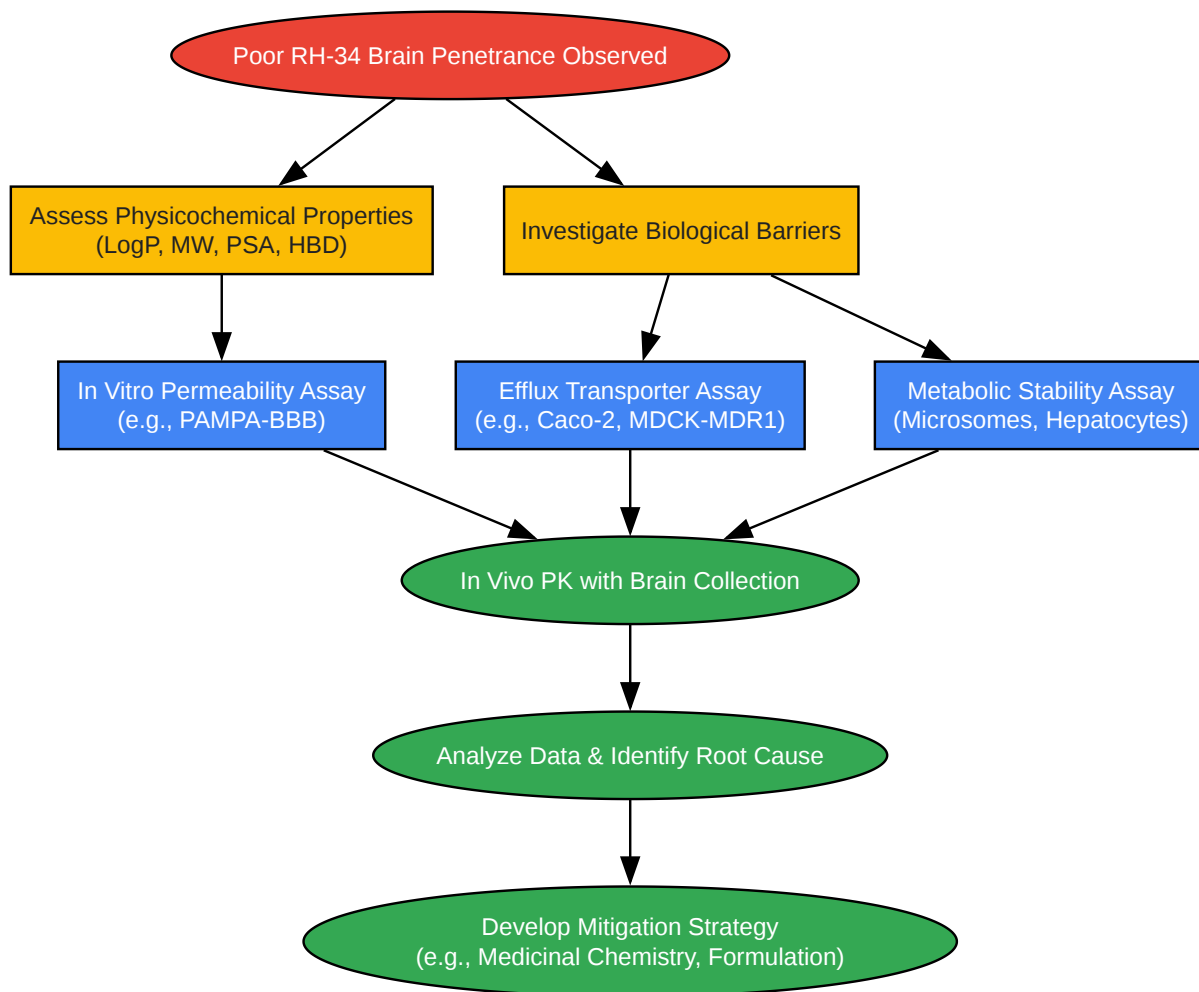 Poor RH-34 Brain Penetrance Observed
Assess Physicochemical Properties
(LogP, MW, PSA, HBD)
Investigate Biological Barriers
In Vitro Permeability Assay
(e.g., PAMPA-BBB)
Efflux Transporter Assay
(e.g., Caco-2, MDCK-MDR1)
Metabolic Stability Assay
(Microsomes, Hepatocytes)
In Vivo PK with Brain Collection
Analyze Data & Identify Root Cause
Develop Mitigation Strategy
(e.g., Medicinal Chemistry, Formulation)